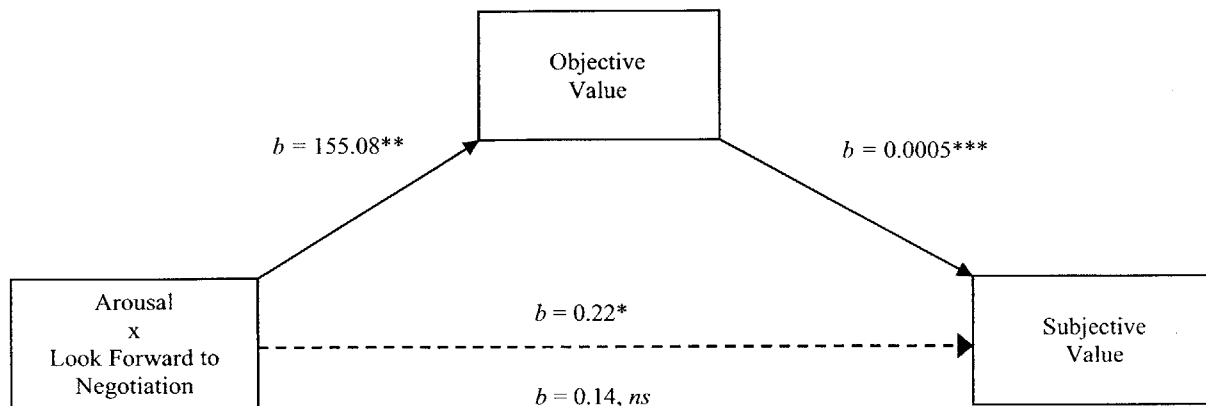 Objective
Value
b = 155.08**
b = 0.0005***
Arousal
x
Look Forward to
Negotiation
b = 0.22*
b = 0.14, ns
Subjective
Value